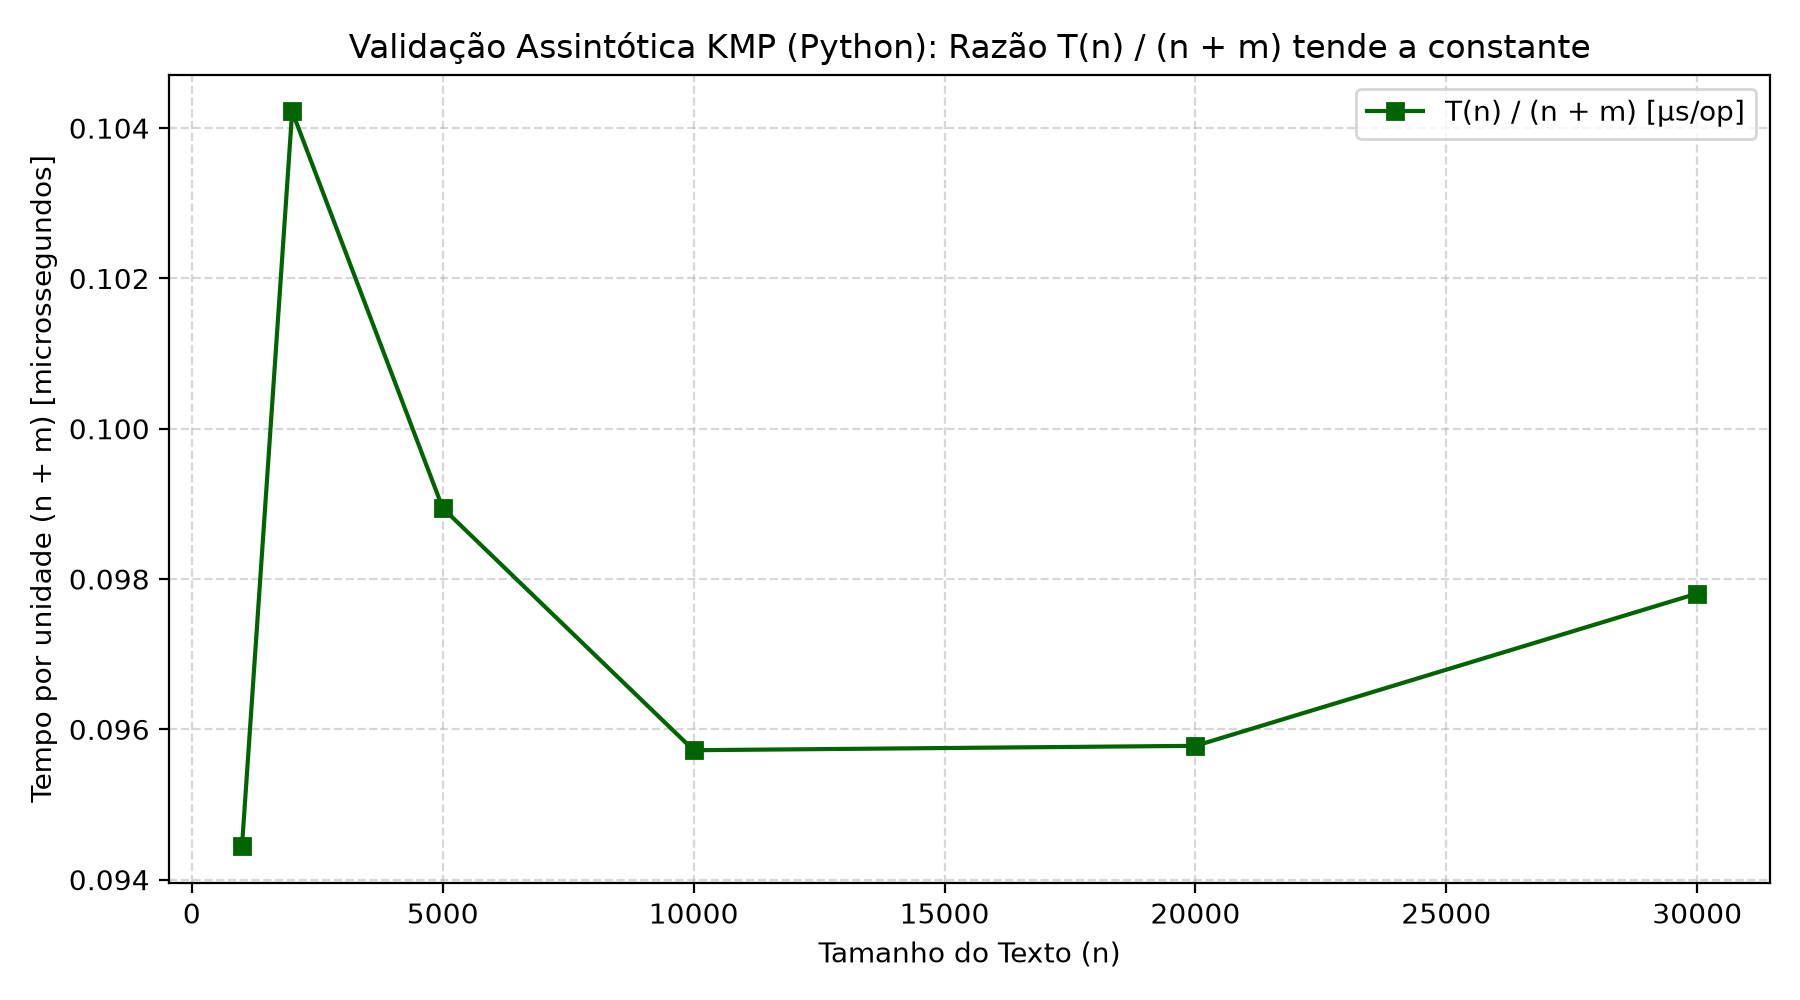 Validação Assintótica KMP (Python): Razão T(n) / (n + m) tende a constante
T(n) / (n + m) [µs/op]
Tempo por unidade (n + m) [microssegundos]
0.104
0.102
0.100
0.098
0.096
0.094
0 5000 10000 15000 20000 25000 30000
Tamanho do Texto (n)